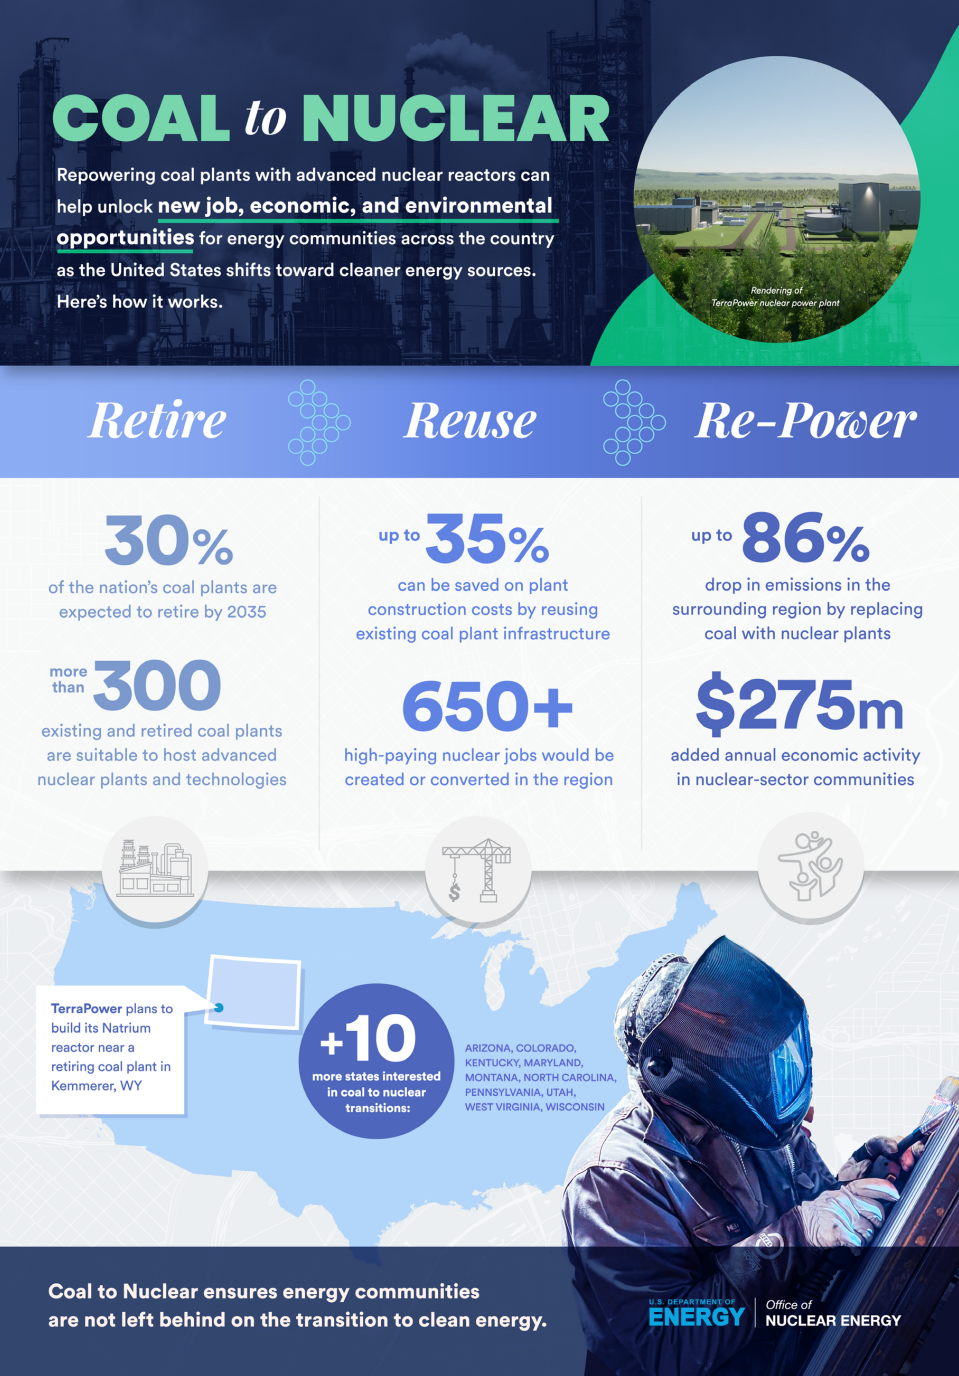 COAL to NUCLEAR
Repowering coal plants with advanced nuclear reactors can
help unlock new job, economic, and environmental
opportunities for energy communities across the country
as the United States shifts toward cleaner energy sources.
Here's how it works.
Rendering of
TerraPower nuclear power plant
Retire
Reuse
Re-Power
30%
of the nation's coal plants are
expected to retire by 2035
more
than 300
existing and retired coal plants
are suitable to host advanced
nuclear plants and technologies
up to 35%
can be saved on plant
construction costs by reusing
existing coal plant infrastructure
650+
high-paying nuclear jobs would be
created or converted in the region
up to 86%
drop in emissions in the
surrounding region by replacing
coal with nuclear plants
$275m
added annual economic activity
in nuclear-sector communities
$
TerraPower plans to
build its Natrium
reactor near a
retiring coal plant in
Kemmerer, WY
+10
more states interested
in coal to nuclear
transitions:
ARIZONA, COLORADO,
KENTUCKY, MARYLAND,
MONTANA, NORTH CAROLINA,
PENNSYLVANIA, UTAH,
WEST VIRGINIA, WISCONSIN
Coal to Nuclear ensures energy communities
are not left behind on the transition to clean energy.
U.S. DEPARTMENT OF
ENERGY
Office of
NUCLEAR ENERGY